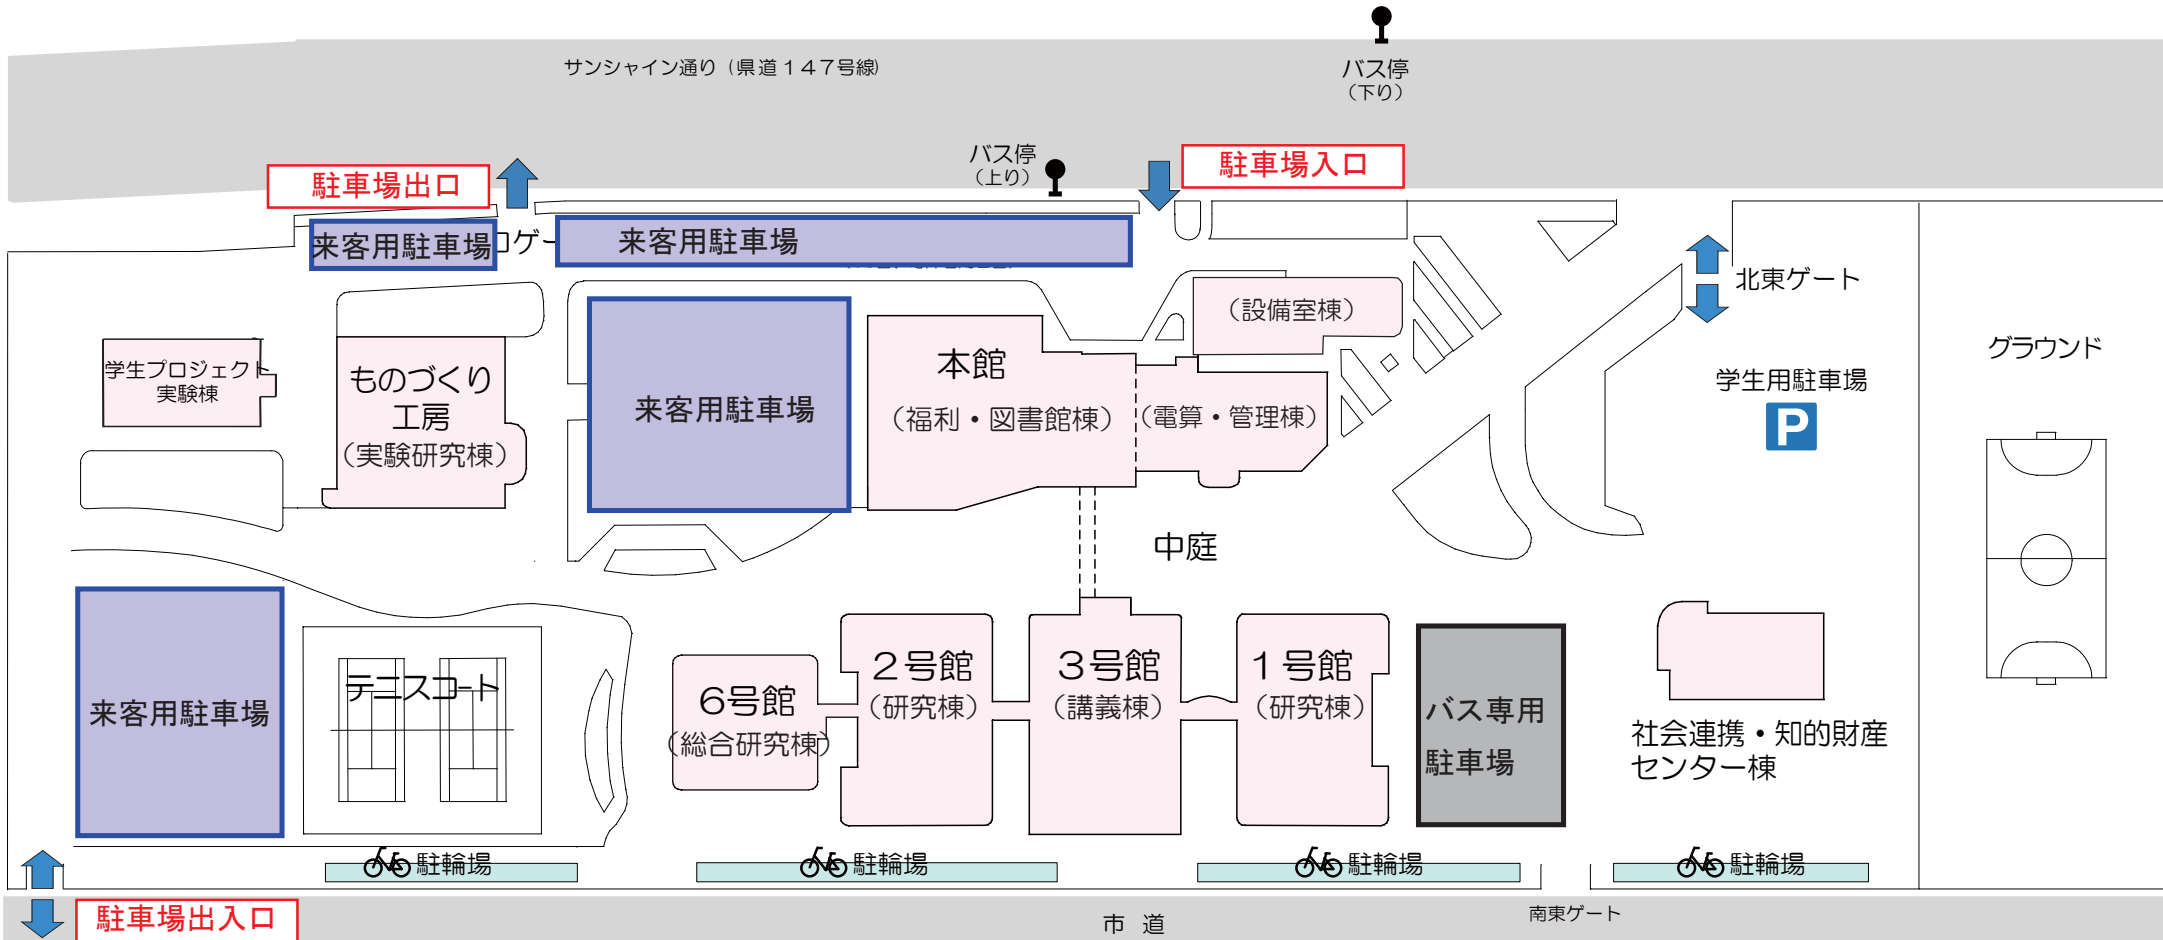 サンシャイン通り（県道１４７号線）
バス停
（下り）
バス停
（上り）
駐車場入口
駐車場出口
来客用駐車場
ゲー
来客用駐車場
北東ゲート
（設備室棟）
グラウンド
学生プロジェクト
実験棟
ものづくり
工房
（実験研究棟）
来客用駐車場
本館
（福利・図書館棟）
（電算・管理棟）
学生用駐車場
P
中庭
来客用駐車場
テニスコート
６号館
（総合研究棟）
２号館
（研究棟）
３号館
（講義棟）
１号館
（研究棟）
バス専用
駐車場
社会連携・知的財産
センター棟
駐輪場
駐輪場
駐輪場
駐輪場
駐車場出入口
市 道
南東ゲート